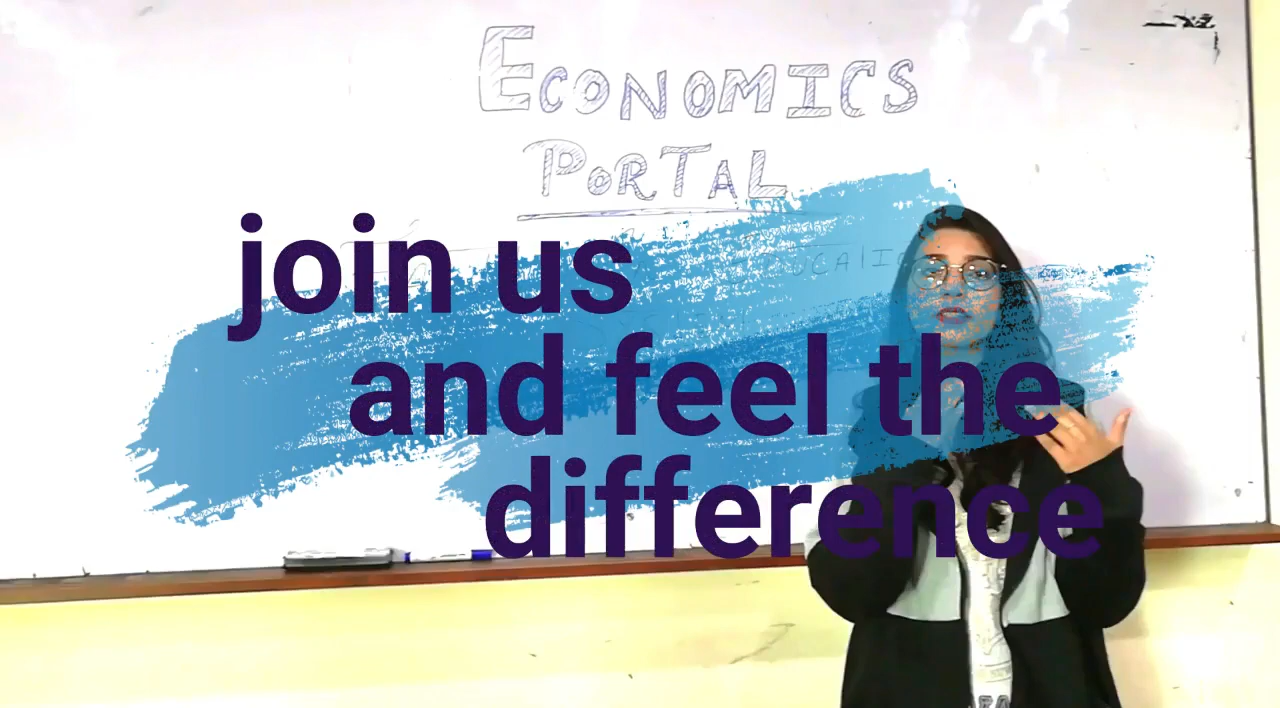 ECONOMICS
PORTAL
join us
and feel the
difference